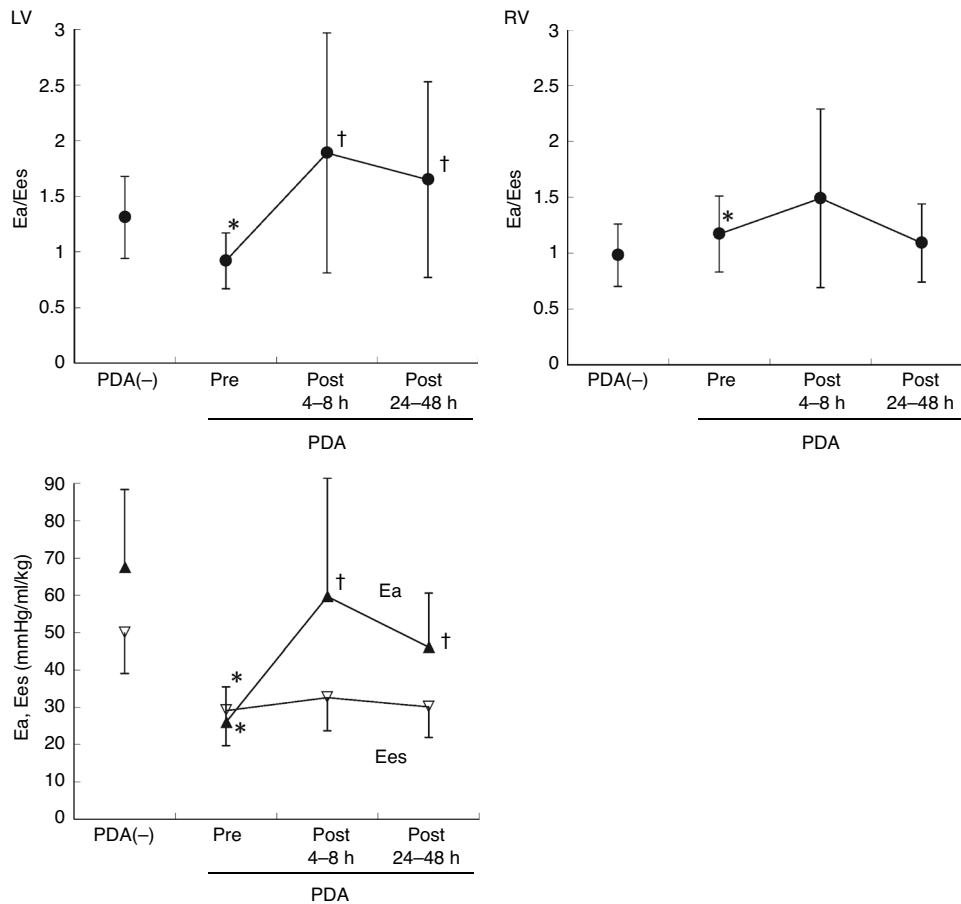 LV
3
2.5
2
1.5
1
0.5
0
Ea/Ees
*
†
†
PDA(–)
Pre
Post
4–8 h
Post
24–48 h
PDA
RV
3
2.5
2
1.5
1
0.5
0
Ea/Ees
*
PDA(–)
Pre
Post
4–8 h
Post
24–48 h
PDA
90
80
70
60
50
40
30
20
10
0
Ea, Ees (mmHg/ml/kg)
*
*
†
Ea
†
Ees
PDA(–)
Pre
Post
4–8 h
Post
24–48 h
PDA